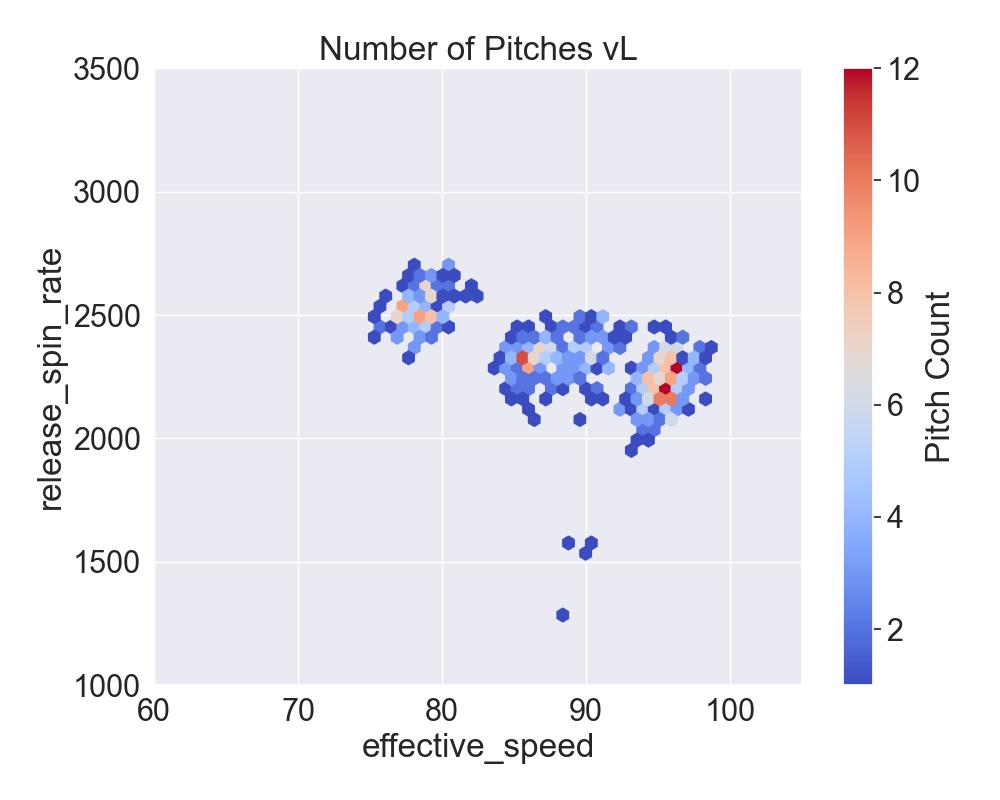 Number of Pitches vL
3500
3000
2500
2000
1500
1000
release_spin_rate
60 70 80 90 100
effective_speed
12
10
8
6
4
2
Pitch Count